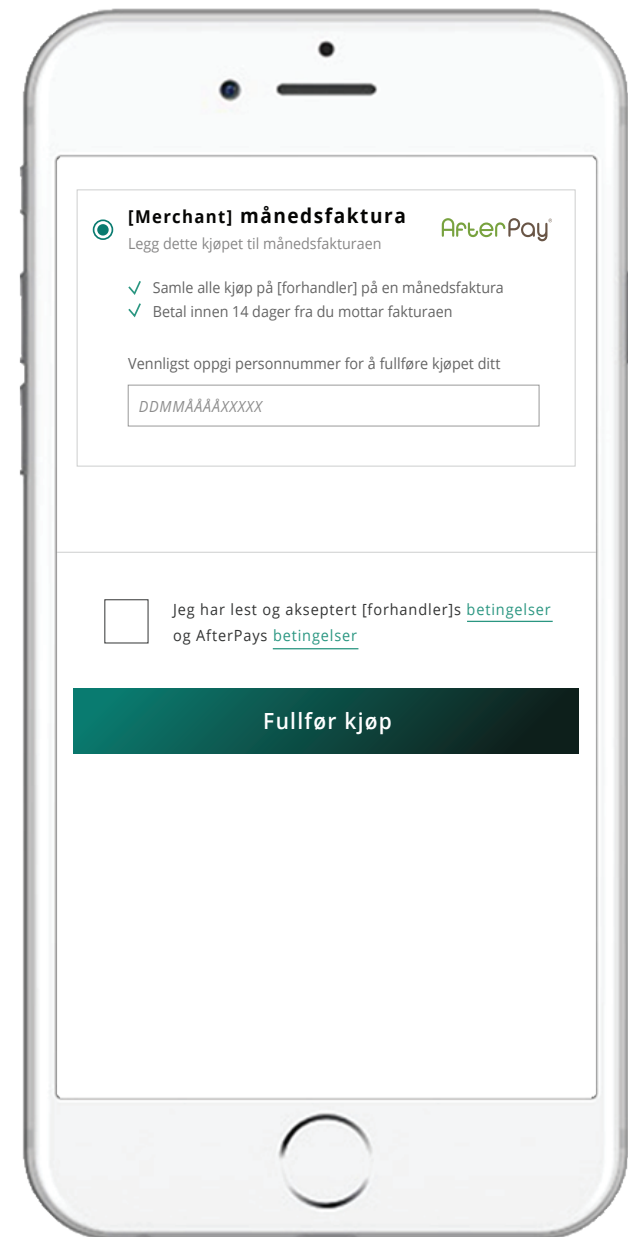 [Merchant] månedsfaktura
AfterPay
Legg dette kjøpet til månedsfakturaen
Samle alle kjøp på [forhandler] på en månedsfaktura
Betal innen 14 dager fra du mottar fakturaen
Vennligst oppgi personnummer for å fullføre kjøpet ditt
DDMMÅÅÅÅXXXXX
Jeg har lest og akseptert [forhandler]s betingelser
og AfterPays betingelser
Fullfør kjøp